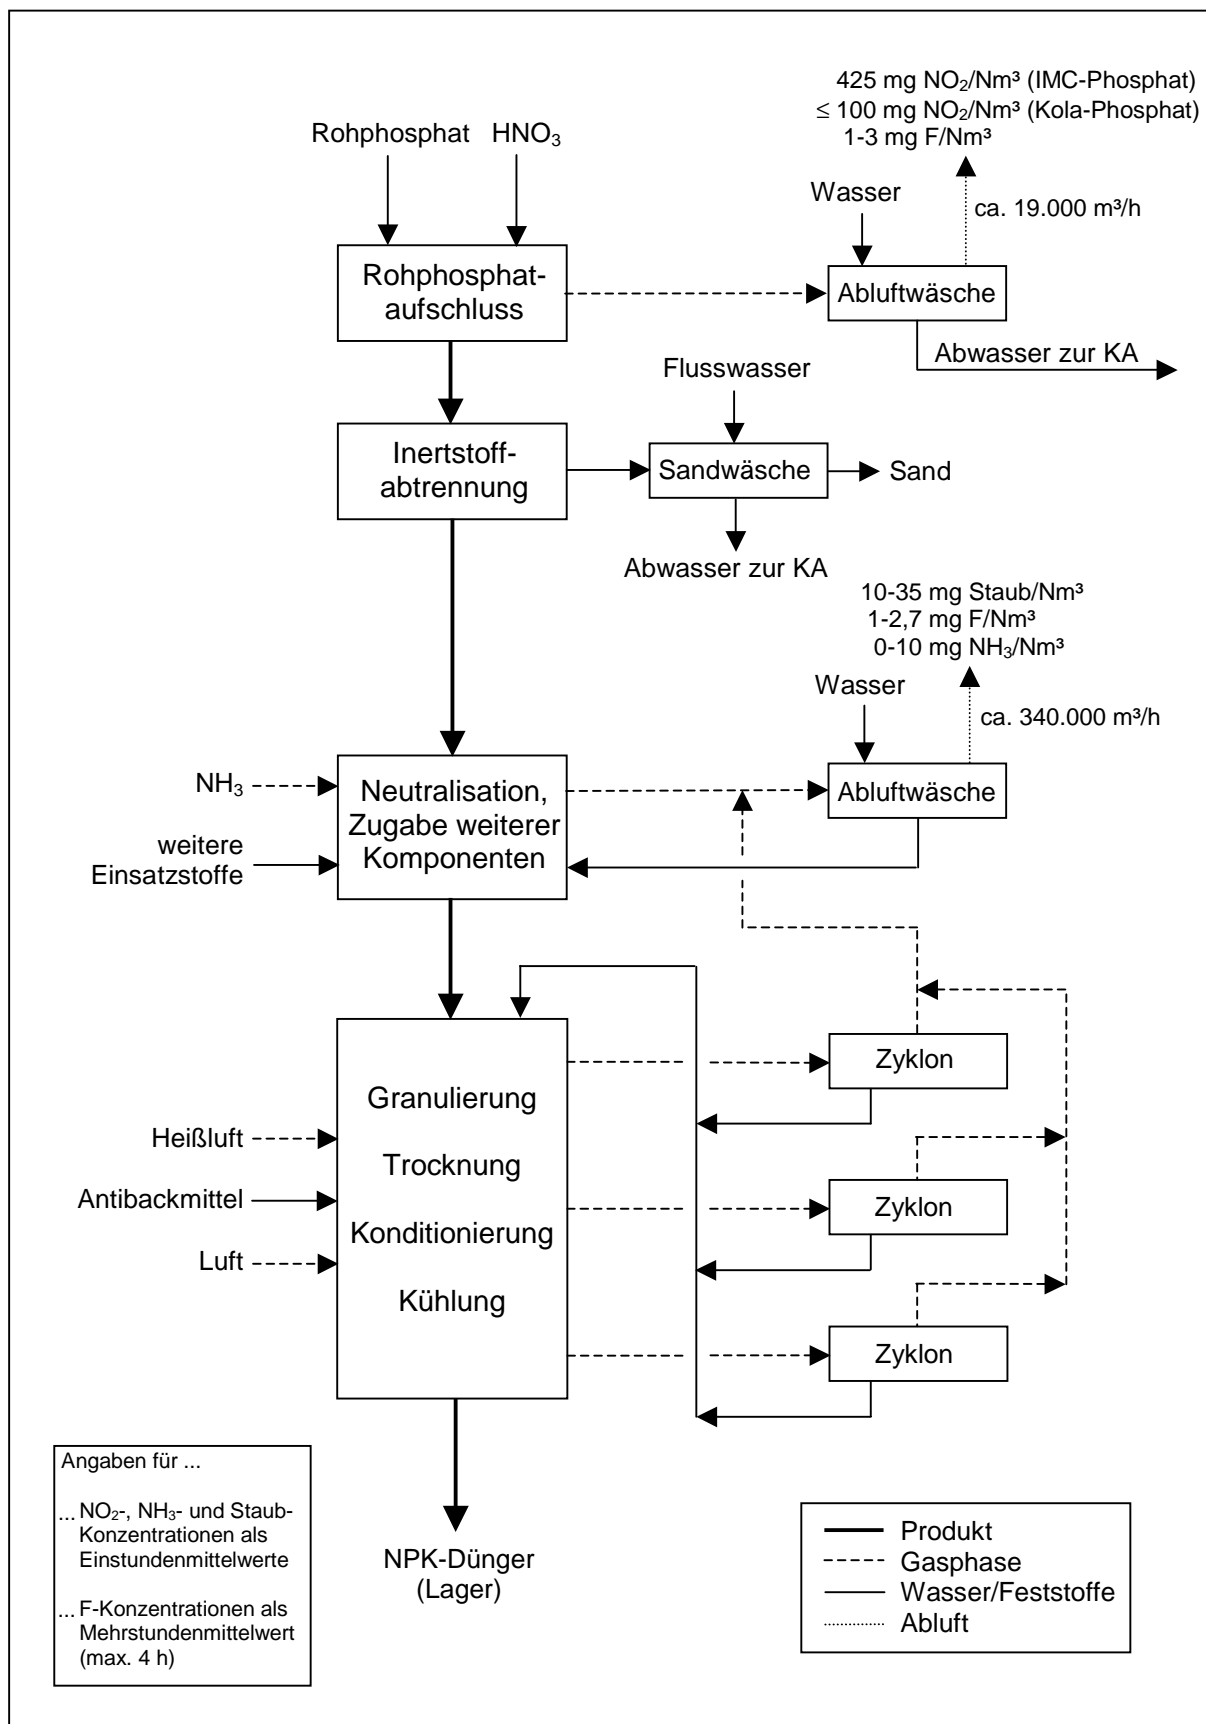 425 mg NO₂/Nm³ (IMC-Phosphat)
≤ 100 mg NO₂/Nm³ (Kola-Phosphat)
1-3 mg F/Nm³
Rohphosphat
HNO₃
Wasser
ca. 19.000 m³/h
Rohphosphat-
aufschluss
Abluftwäsche
Abwasser zur KA
Flusswasser
Inertstoff-
abtrennung
Sandwäsche
Sand
Abwasser zur KA
10-35 mg Staub/Nm³
1-2,7 mg F/Nm³
0-10 mg NH₃/Nm³
Wasser
ca. 340.000 m³/h
NH₃
weitere
Einsatzstoffe
Neutralisation,
Zugabe weiterer
Komponenten
Abluftwäsche
Granulierung
Trocknung
Konditionierung
Kühlung
Heißluft
Antibackmittel
Luft
Zyklon
Zyklon
Zyklon
NPK-Dünger
(Lager)
Angaben für ...
... NO₂-, NH₃- und Staub-
Konzentrationen als
Einstundenmittelwerte
... F-Konzentrationen als
Mehrstundenmittelwert
(max. 4 h)
Produkt
Gasphase
Wasser/Feststoffe
Abluft